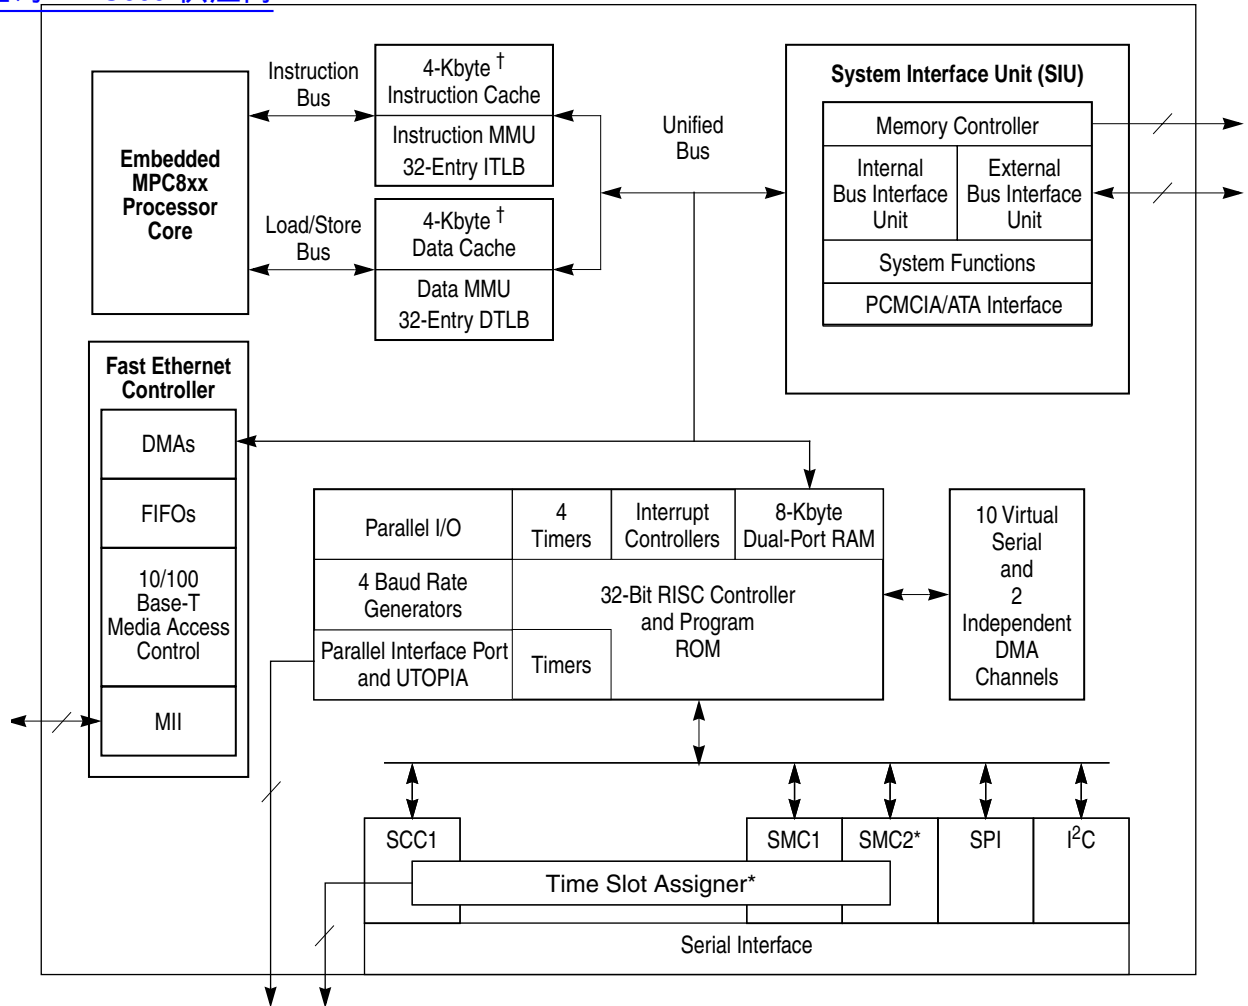 Instruction
Bus
4-Kbyte †
Instruction Cache
Instruction MMU
32-Entry ITLB
Embedded
MPC8xx
Processor
Core
Load/Store
Bus
4-Kbyte †
Data Cache
Data MMU
32-Entry DTLB
Unified
Bus
System Interface Unit (SIU)
Memory Controller
Internal
Bus Interface
Unit
External
Bus Interface
Unit
System Functions
PCMCIA/ATA Interface
Fast Ethernet
Controller
DMAs
FIFOs
10/100
Base-T
Media Access
Control
MII
Parallel I/O
4
Timers
Interrupt
Controllers
8-Kbyte
Dual-Port RAM
4 Baud Rate
Generators
32-Bit RISC Controller
and Program
ROM
Parallel Interface Port
and UTOPIA
Timers
10 Virtual
Serial
and
2
Independent
DMA
Channels
SCC1
SMC1
SMC2*
SPI
I²C
Time Slot Assigner*
Serial Interface